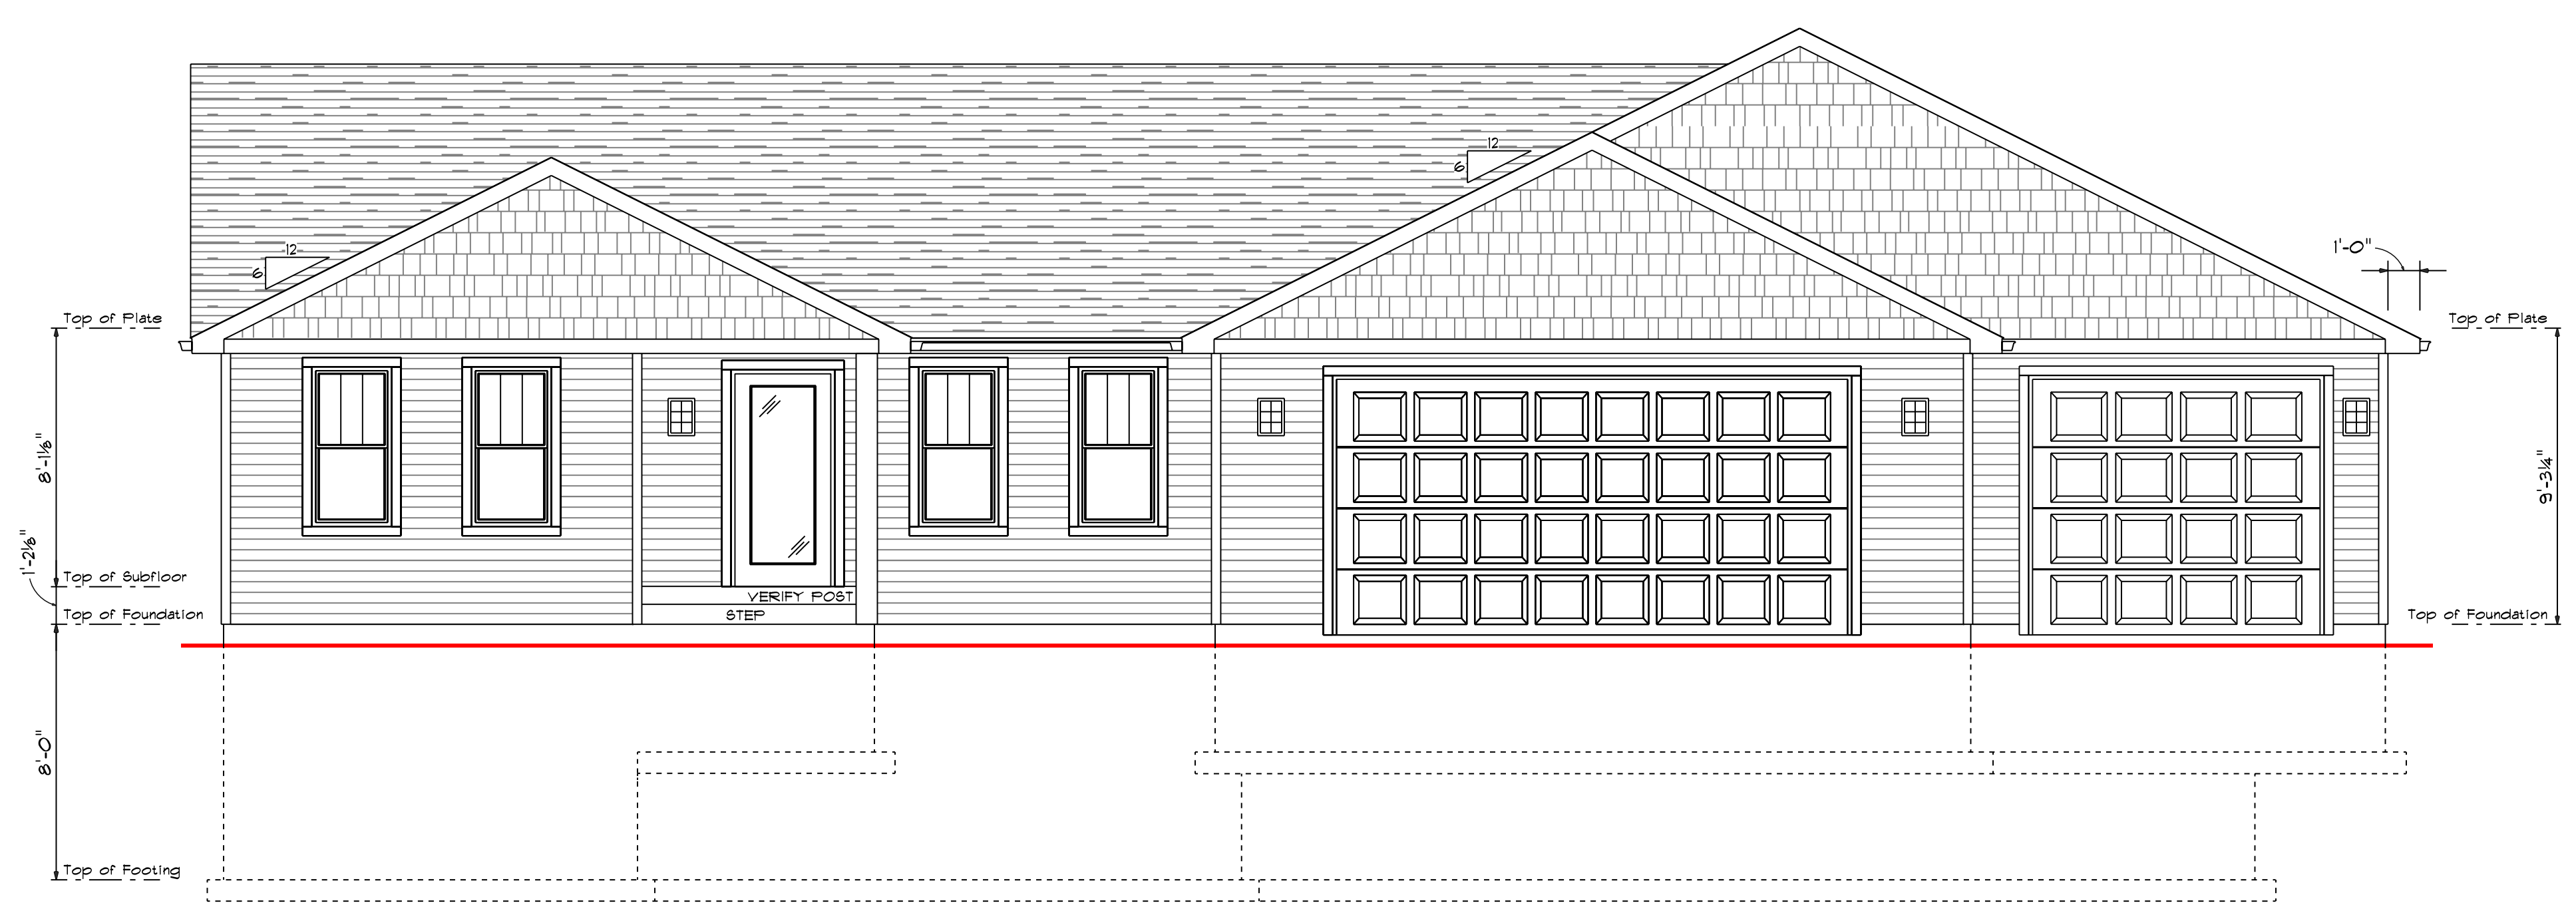 12
6
12
6
1'-0"
Top of Plate
Top of Plate
8'-1⅛"
9'-3¼"
1'-2⅛"
Top of Subfloor
VERIFY POST
Top of Foundation
STEP
Top of Foundation
8'-0"
Top of Footing